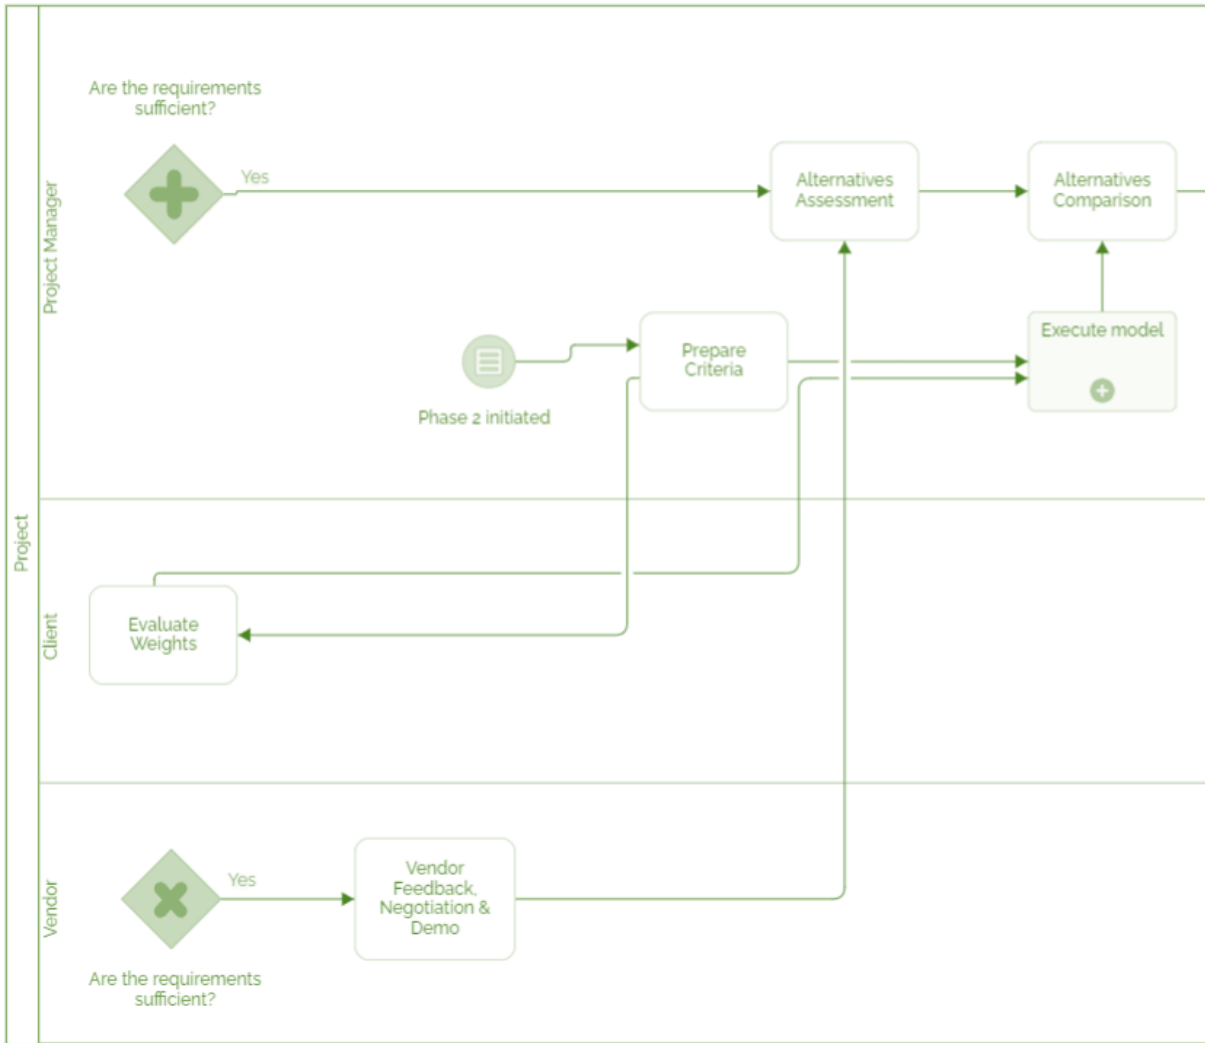 Project
Project Manager
Are the requirements
sufficient?
Yes
Alternatives
Assessment
Alternatives
Comparison
Phase 2 initiated
Prepare
Criteria
Execute model
Client
Evaluate
Weights
Vendor
Yes
Vendor
Feedback,
Negotiation &
Demo
Are the requirements
sufficient?